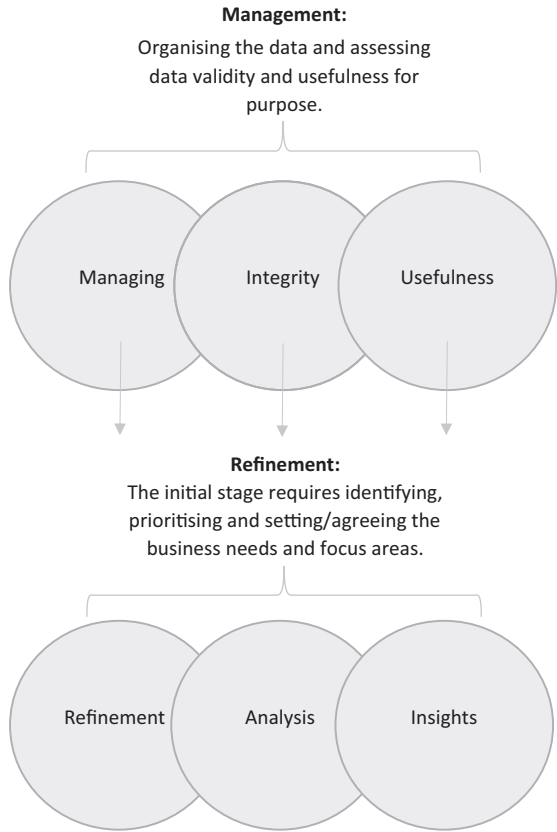 Management:
Organising the data and assessing
data validity and usefulness for
purpose.
Managing
Integrity
Usefulness
Refinement:
The initial stage requires identifying,
prioritising and setting/agreeing the
business needs and focus areas.
Refinement
Analysis
Insights